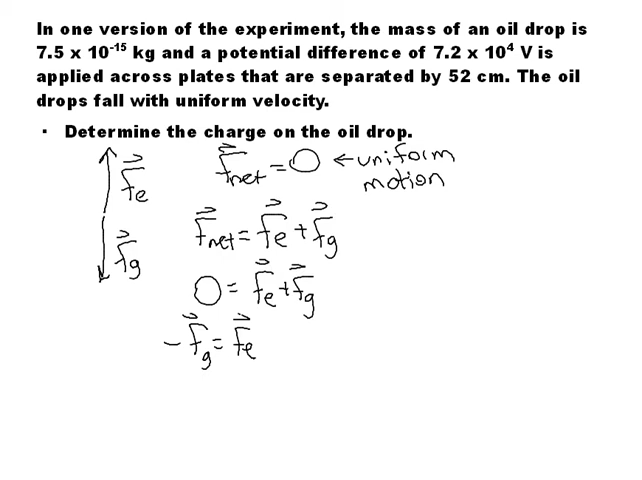 In one version of the experiment, the mass of an oil drop is
7.5 x 10⁻¹⁵ kg and a potential difference of 7.2 x 10⁴ V is
applied across plates that are separated by 52 cm. The oil
drops fall with uniform velocity.
· Determine the charge on the oil drop.
F⃗e
F⃗net = 0 ← uniform
motion
F⃗g
F⃗net = F⃗e + F⃗g
0 = F⃗e + F⃗g
- F⃗g = F⃗e